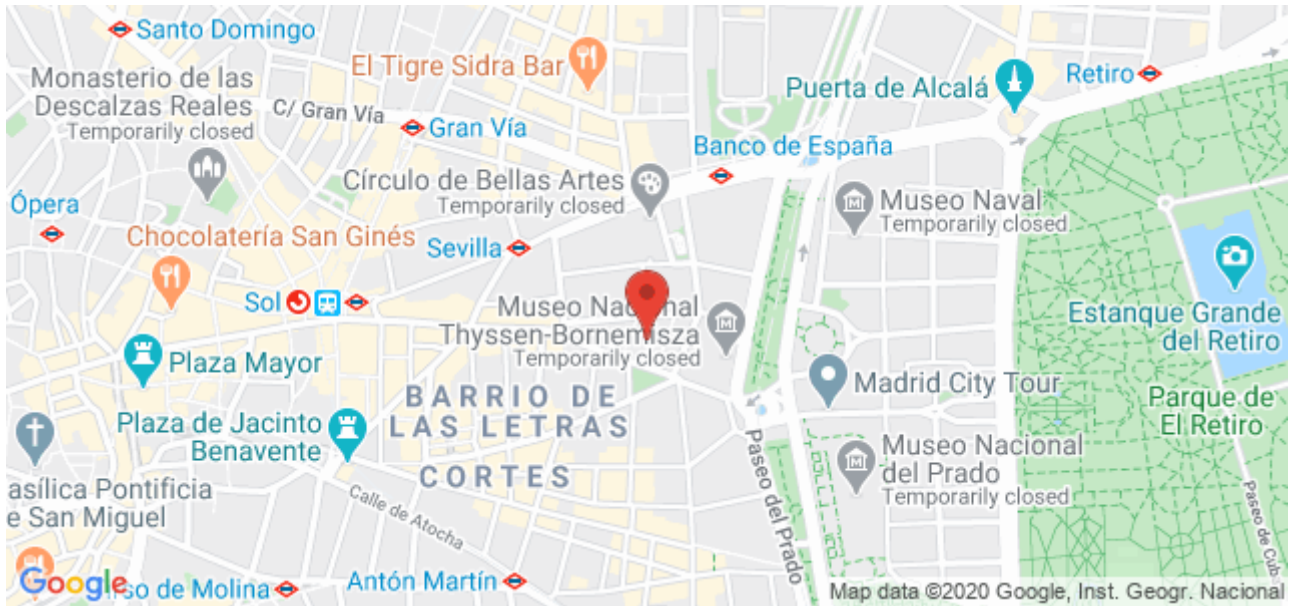 Santo Domingo
El Tigre Sidra Bar
Monasterio de las
Descalzas Reales
Temporarily closed
C/ Gran Vía
Gran Vía
Puerta de Alcalá
Retiro
Banco de España
Círculo de Bellas Artes
Temporarily closed
Museo Naval
Temporarily closed
Ópera
Chocolatería San Ginés
Sevilla
Sol
Museo Nacional
Thyssen-Bornemisza
Temporarily closed
Estanque Grande
del Retiro
Plaza Mayor
Madrid City Tour
BARRIO DE
LAS LETRAS
CORTES
Parque de
El Retiro
Plaza de Jacinto
Benavente
Museo Nacional
del Prado
Temporarily closed
Paseo del Prado
Paseo de Cub
asílica Pontificia
e San Miguel
Calle de Atocha
Google
so de Molina
Antón Martín
Map data ©2020 Google, Inst. Geogr. Nacional